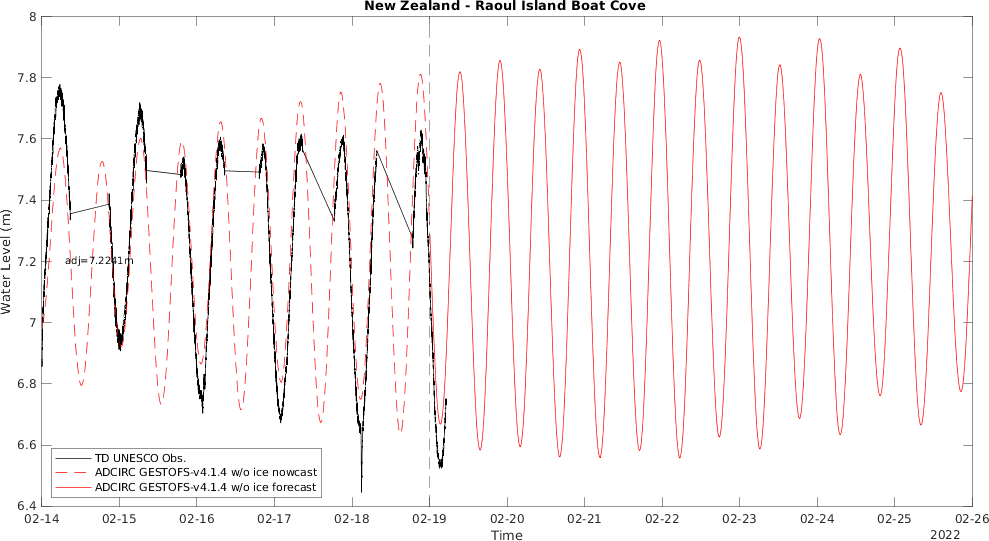 New Zealand - Raoul Island Boat Cove
8
7.8
7.6
7.4
7.2
7
6.8
6.6
6.4
Water Level (m)
adj=7.2241m
TD UNESCO Obs.
ADCIRC GESTOFS-v4.1.4 w/o ice nowcast
ADCIRC GESTOFS-v4.1.4 w/o ice forecast
02-14 02-15 02-16 02-17 02-18 02-19 02-20 02-21 02-22 02-23 02-24 02-25 02-26
Time
2022